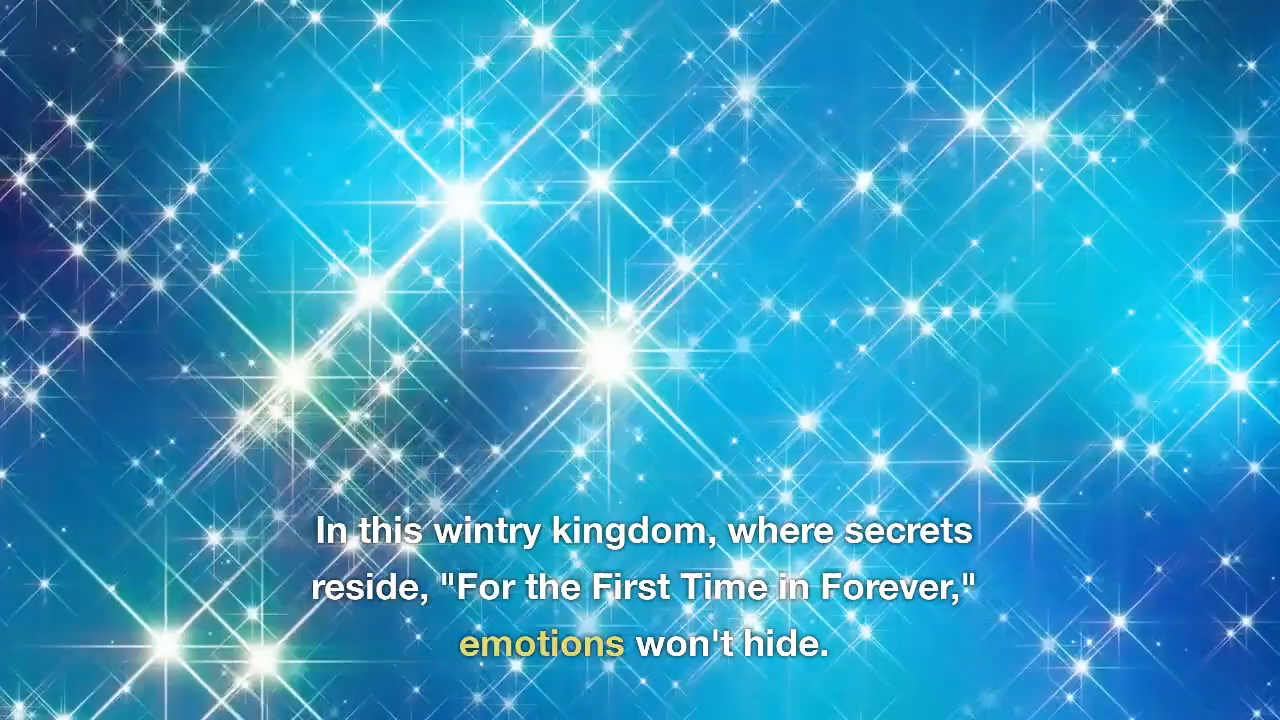 In this wintry kingdom, where secrets
reside, "For the First Time in Forever,"
emotions won't hide.